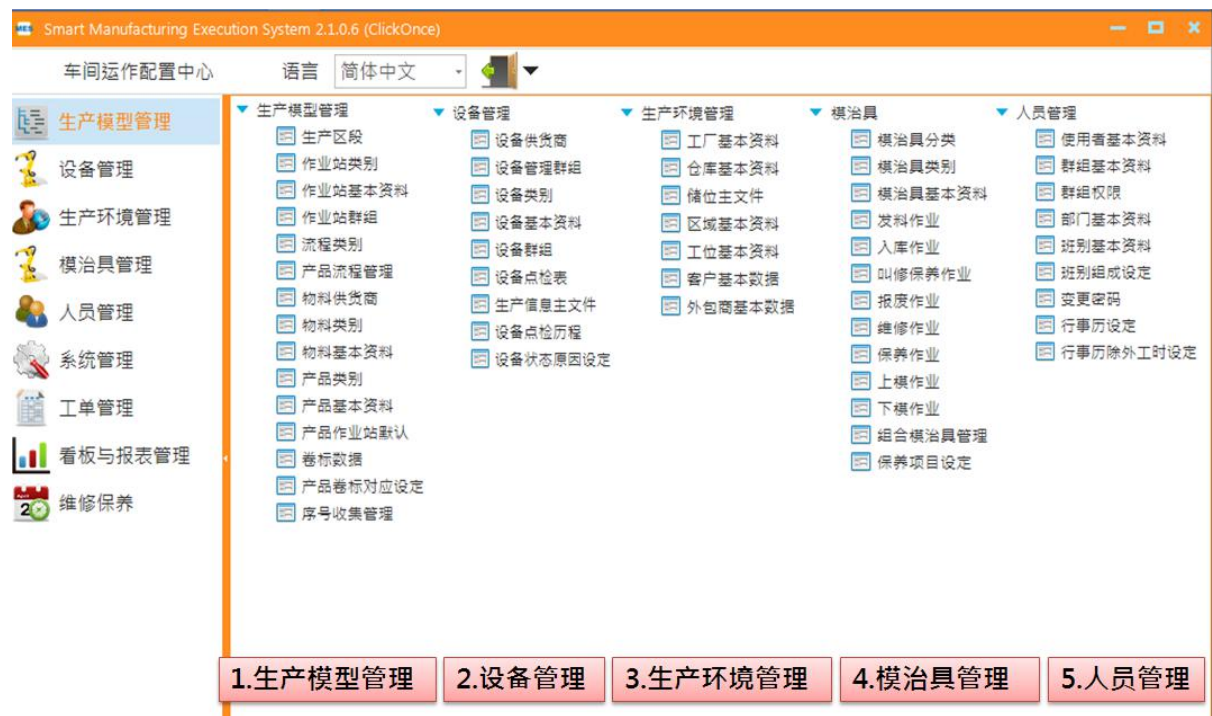 MES Smart Manufacturing Execution System 2.1.0.6 (ClickOnce)
车间运作配置中心 语言 简体中文
生产模型管理
设备管理
生产环境管理
模治具管理
人员管理
系统管理
工单管理
看板与报表管理
维修保养
生产模型管理
生产区段
作业站类别
作业站基本资料
作业站群组
流程类别
产品流程管理
物料供货商
物料类别
物料基本资料
产品类别
产品基本资料
产品作业站默认
卷标数据
产品卷标对应设定
序号收集管理
设备管理
设备供货商
设备管理群组
设备类别
设备基本资料
设备群组
设备点检表
生产信息主文件
设备点检历程
设备状态原因设定
生产环境管理
工厂基本资料
仓库基本资料
储位主文件
区域基本资料
工位基本资料
客户基本数据
外包商基本数据
模治具
模治具分类
模治具类别
模治具基本资料
发料作业
入库作业
叫修保养作业
报废作业
维修作业
保养作业
上模作业
下模作业
组合模治具管理
保养项目设定
人员管理
使用者基本资料
群组基本资料
群组权限
部门基本资料
班别基本资料
班别组成设定
变更密码
行事历设定
行事历除外工时设定
1.生产模型管理 2.设备管理 3.生产环境管理 4.模治具管理 5.人员管理